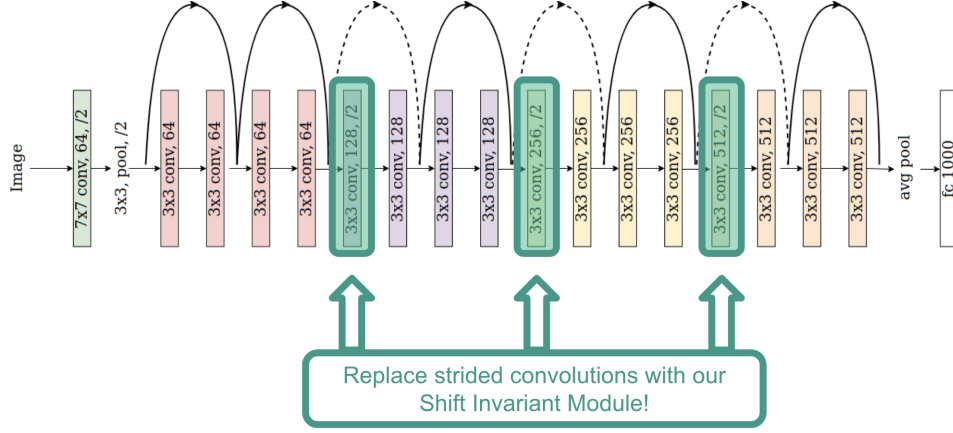 Image
7x7 conv, 64, /2
3x3, pool, /2
3x3 conv, 64
3x3 conv, 64
3x3 conv, 64
3x3 conv, 64
3x3 conv, 128, /2
3x3 conv, 128
3x3 conv, 128
3x3 conv, 128
3x3 conv, 256, /2
3x3 conv, 256
3x3 conv, 256
3x3 conv, 256
3x3 conv, 512, /2
3x3 conv, 512
3x3 conv, 512
3x3 conv, 512
avg pool
fc 1000
Replace strided convolutions with our
Shift Invariant Module!